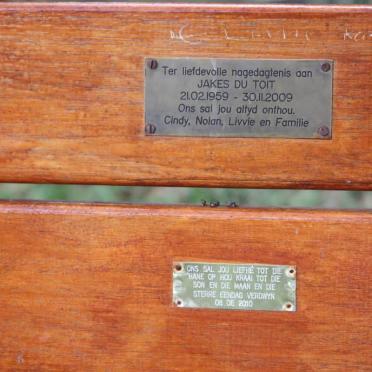 Ter liefdevolle nagedagtenis aan
JAKES DU TOIT
21.02.1959 - 30.11.2009
Ons sal jou altyd onthou.
Cindy, Nolan, Livvie en Familie
ONS SAL JOU LIEFHE TOT DIE
HANE OP HOU KRAAI TOT DIE
SON EN DIE MAAN EN DIE
STERRE EENDAG VERDWYN
08 DE 2010